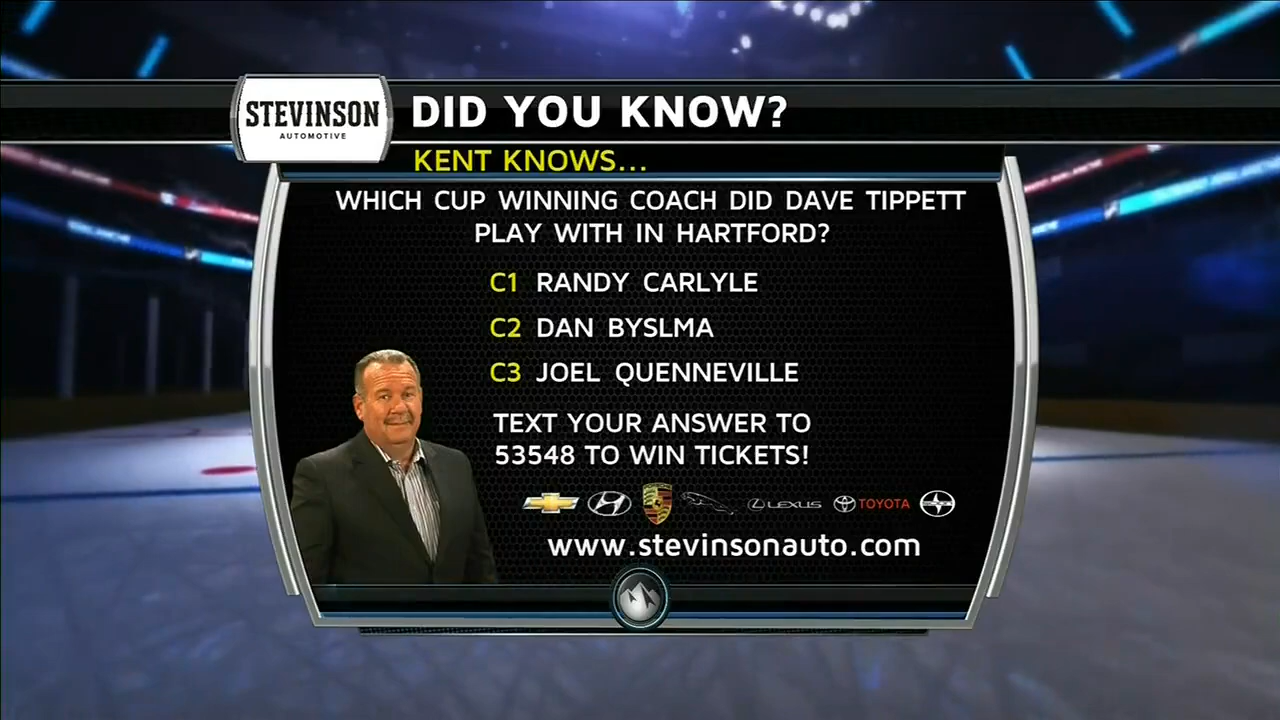 STEVINSON
AUTOMOTIVE
DID YOU KNOW?
KENT KNOWS...
WHICH CUP WINNING COACH DID DAVE TIPPETT
PLAY WITH IN HARTFORD?
C1 RANDY CARLYLE
C2 DAN BYSLMA
C3 JOEL QUENNEVILLE
TEXT YOUR ANSWER TO
53548 TO WIN TICKETS!
LEXUS
TOYOTA
www.stevinsonauto.com